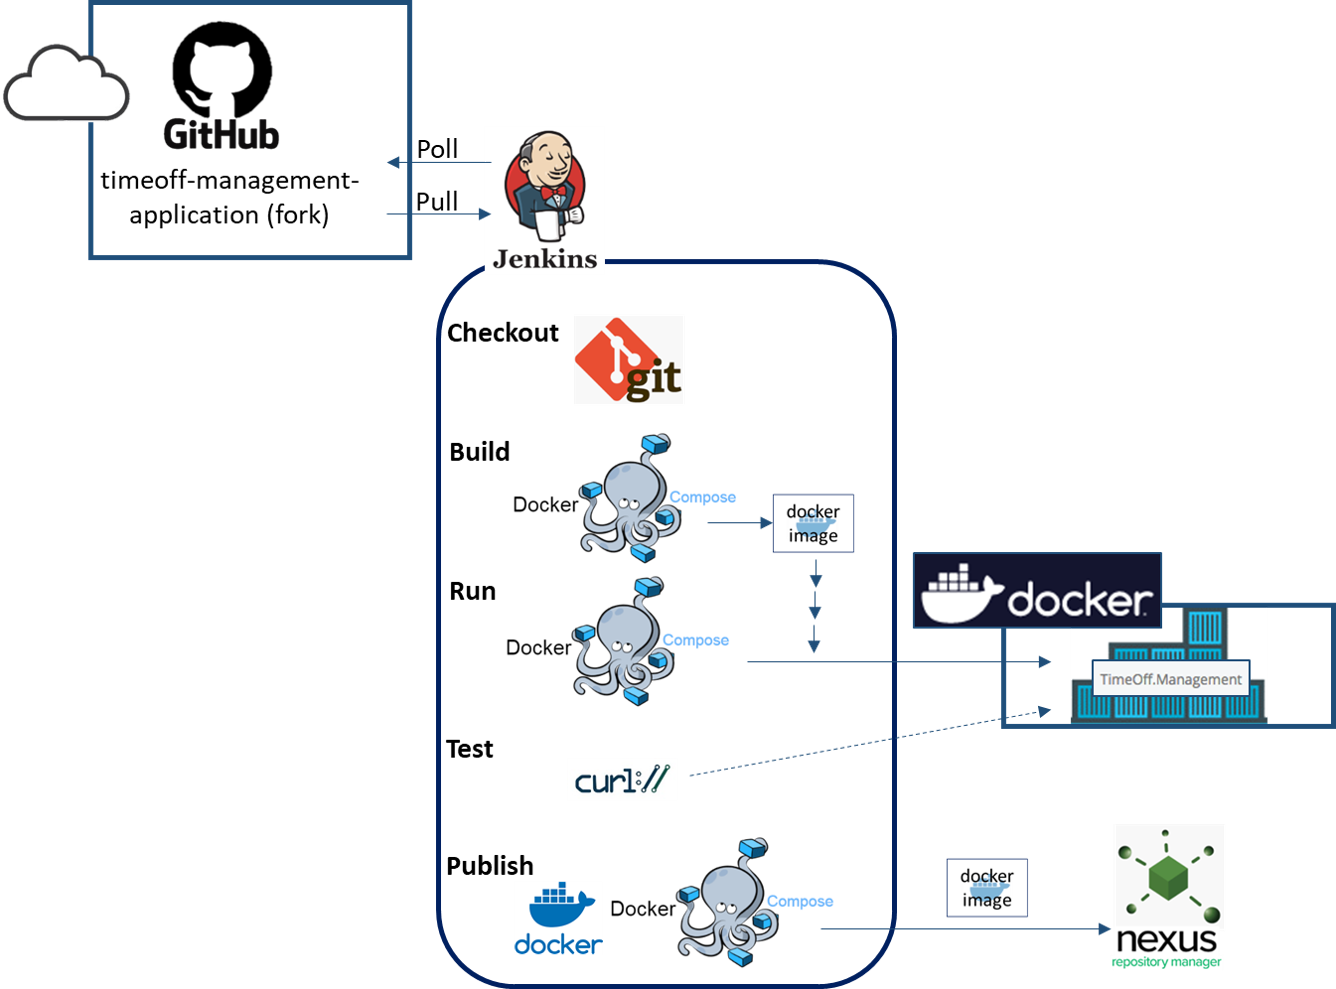 GitHub
timeoff-management-
application (fork)
Poll
Pull
Jenkins
Checkout
git
Build
Docker
Compose
docker
image
Run
Docker
Compose
docker
TimeOff.Management
Test
curl://
Publish
docker
Docker
Compose
docker
image
nexus
repository manager